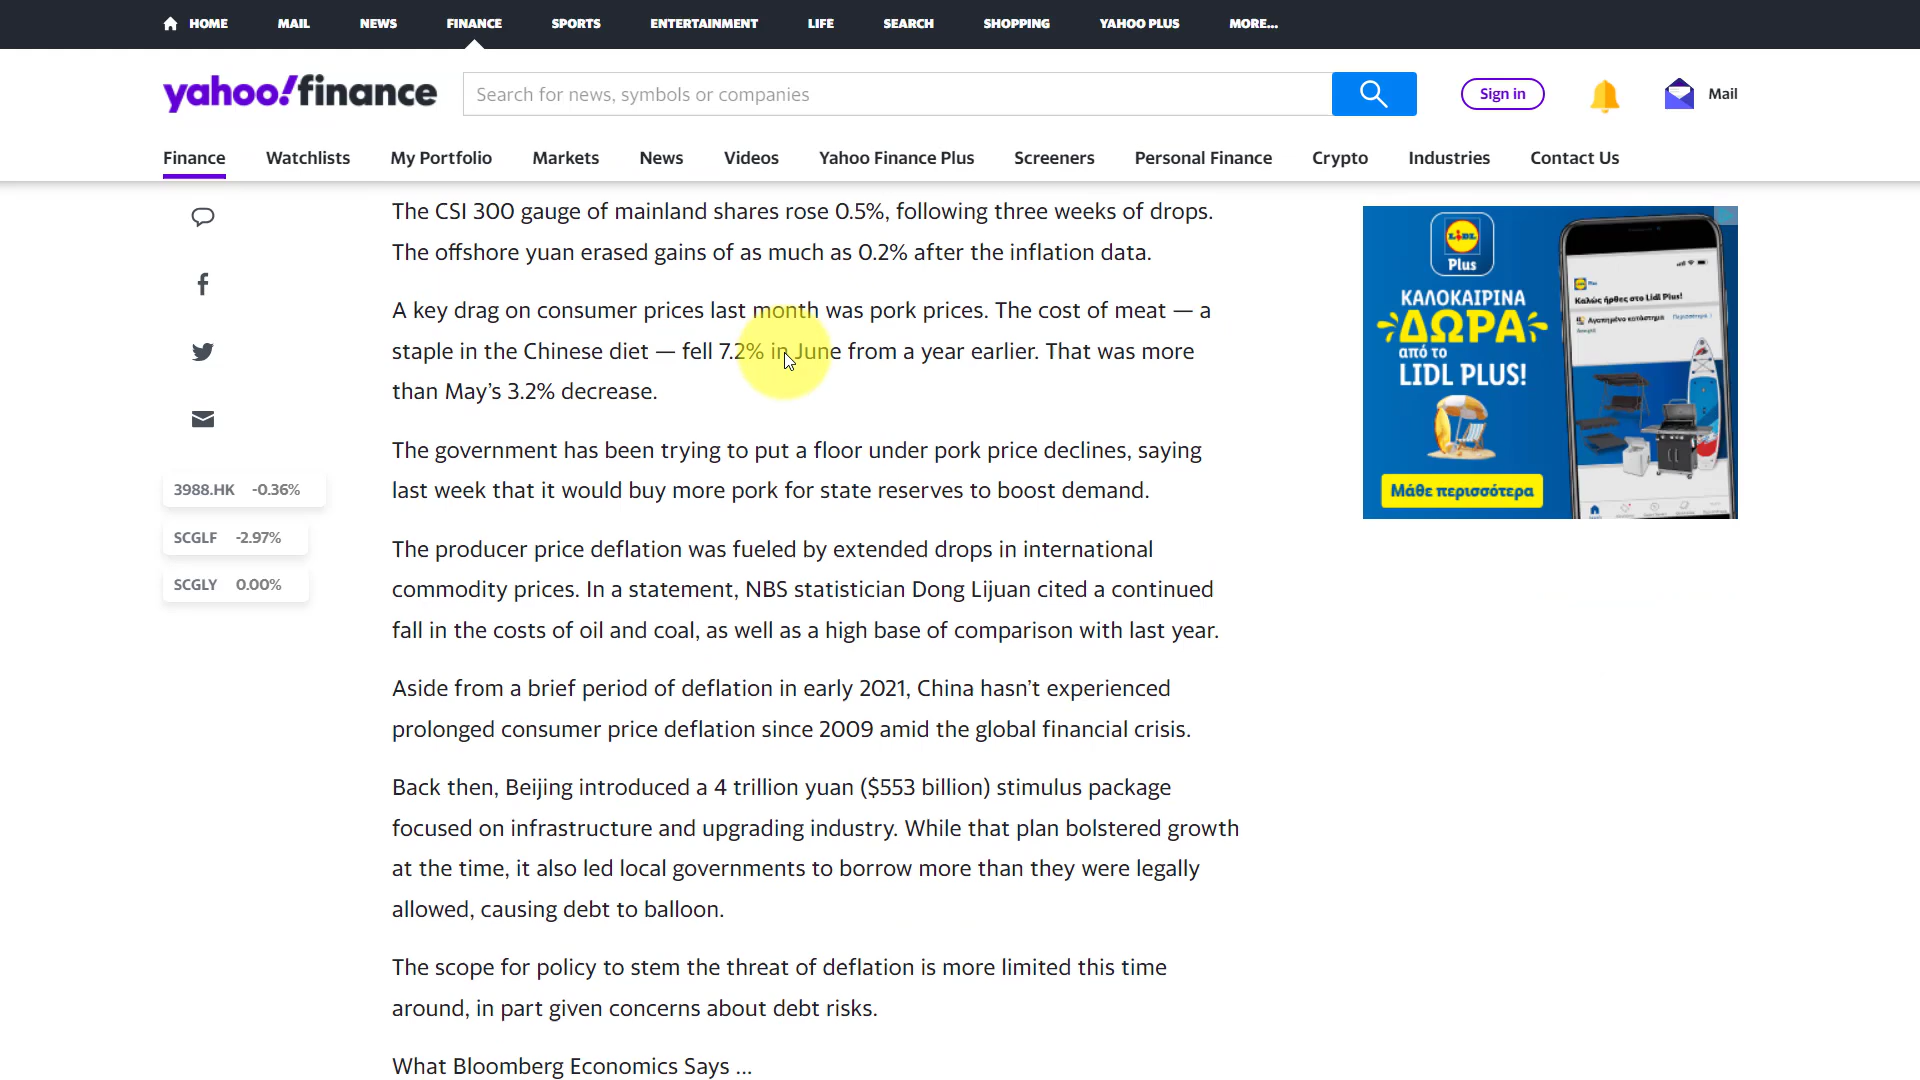 HOME MAIL NEWS FINANCE SPORTS ENTERTAINMENT LIFE SEARCH SHOPPING YAHOO PLUS MORE...
yahoo!finance
Search for news, symbols or companies
Sign in
Mail
Finance Watchlists My Portfolio Markets News Videos Yahoo Finance Plus Screeners Personal Finance Crypto Industries Contact Us
The CSI 300 gauge of mainland shares rose 0.5%, following three weeks of drops.
The offshore yuan erased gains of as much as 0.2% after the inflation data.
A key drag on consumer prices last month was pork prices. The cost of meat — a
staple in the Chinese diet — fell 7.2% in June from a year earlier. That was more
than May’s 3.2% decrease.
The government has been trying to put a floor under pork price declines, saying
last week that it would buy more pork for state reserves to boost demand.
The producer price deflation was fueled by extended drops in international
commodity prices. In a statement, NBS statistician Dong Lijuan cited a continued
fall in the costs of oil and coal, as well as a high base of comparison with last year.
Aside from a brief period of deflation in early 2021, China hasn’t experienced
prolonged consumer price deflation since 2009 amid the global financial crisis.
Back then, Beijing introduced a 4 trillion yuan ($553 billion) stimulus package
focused on infrastructure and upgrading industry. While that plan bolstered growth
at the time, it also led local governments to borrow more than they were legally
allowed, causing debt to balloon.
The scope for policy to stem the threat of deflation is more limited this time
around, in part given concerns about debt risks.
What Bloomberg Economics Says ...
3988.HK -0.36%
SCGLF -2.97%
SCGLY 0.00%
LIDL
Plus
ΚΑΛΟΚΑΙΡΙΝΑ
ΔΩΡΑ
από το
LIDL PLUS!
Μάθε περισσότερα
Καλώς ήρθες στο Lidl Plus!
Αγαπημένο κατάστημα